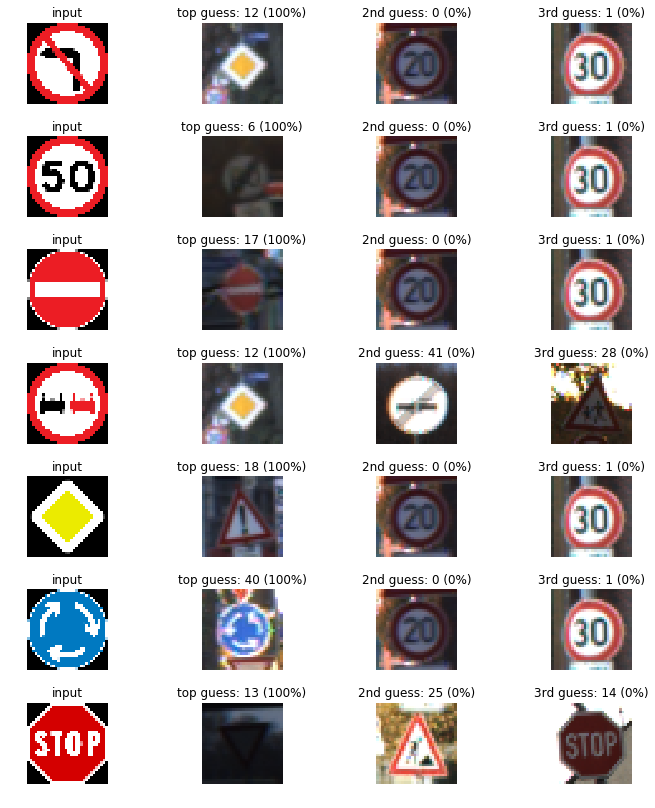 input top guess: 12 (100%) 2nd guess: 0 (0%) 3rd guess: 1 (0%)
20 30
input top guess: 6 (100%) 2nd guess: 0 (0%) 3rd guess: 1 (0%)
50 20 30
input top guess: 17 (100%) 2nd guess: 0 (0%) 3rd guess: 1 (0%)
20 30
input top guess: 12 (100%) 2nd guess: 41 (0%) 3rd guess: 28 (0%)
input top guess: 18 (100%) 2nd guess: 0 (0%) 3rd guess: 1 (0%)
20 30
input top guess: 40 (100%) 2nd guess: 0 (0%) 3rd guess: 1 (0%)
20 30
input top guess: 13 (100%) 2nd guess: 25 (0%) 3rd guess: 14 (0%)
STOP STOP